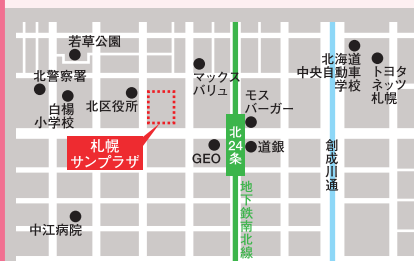 若草公園
北警察署
白楊
小学校
北区役所
マックス
バリュ
北海道
中央自動車
学校
トヨタ
ネッツ
札幌
モス
バーガー
札幌
サンプラザ
GEO
北
24
条
道銀
創成川通
地下鉄南北線
中江病院